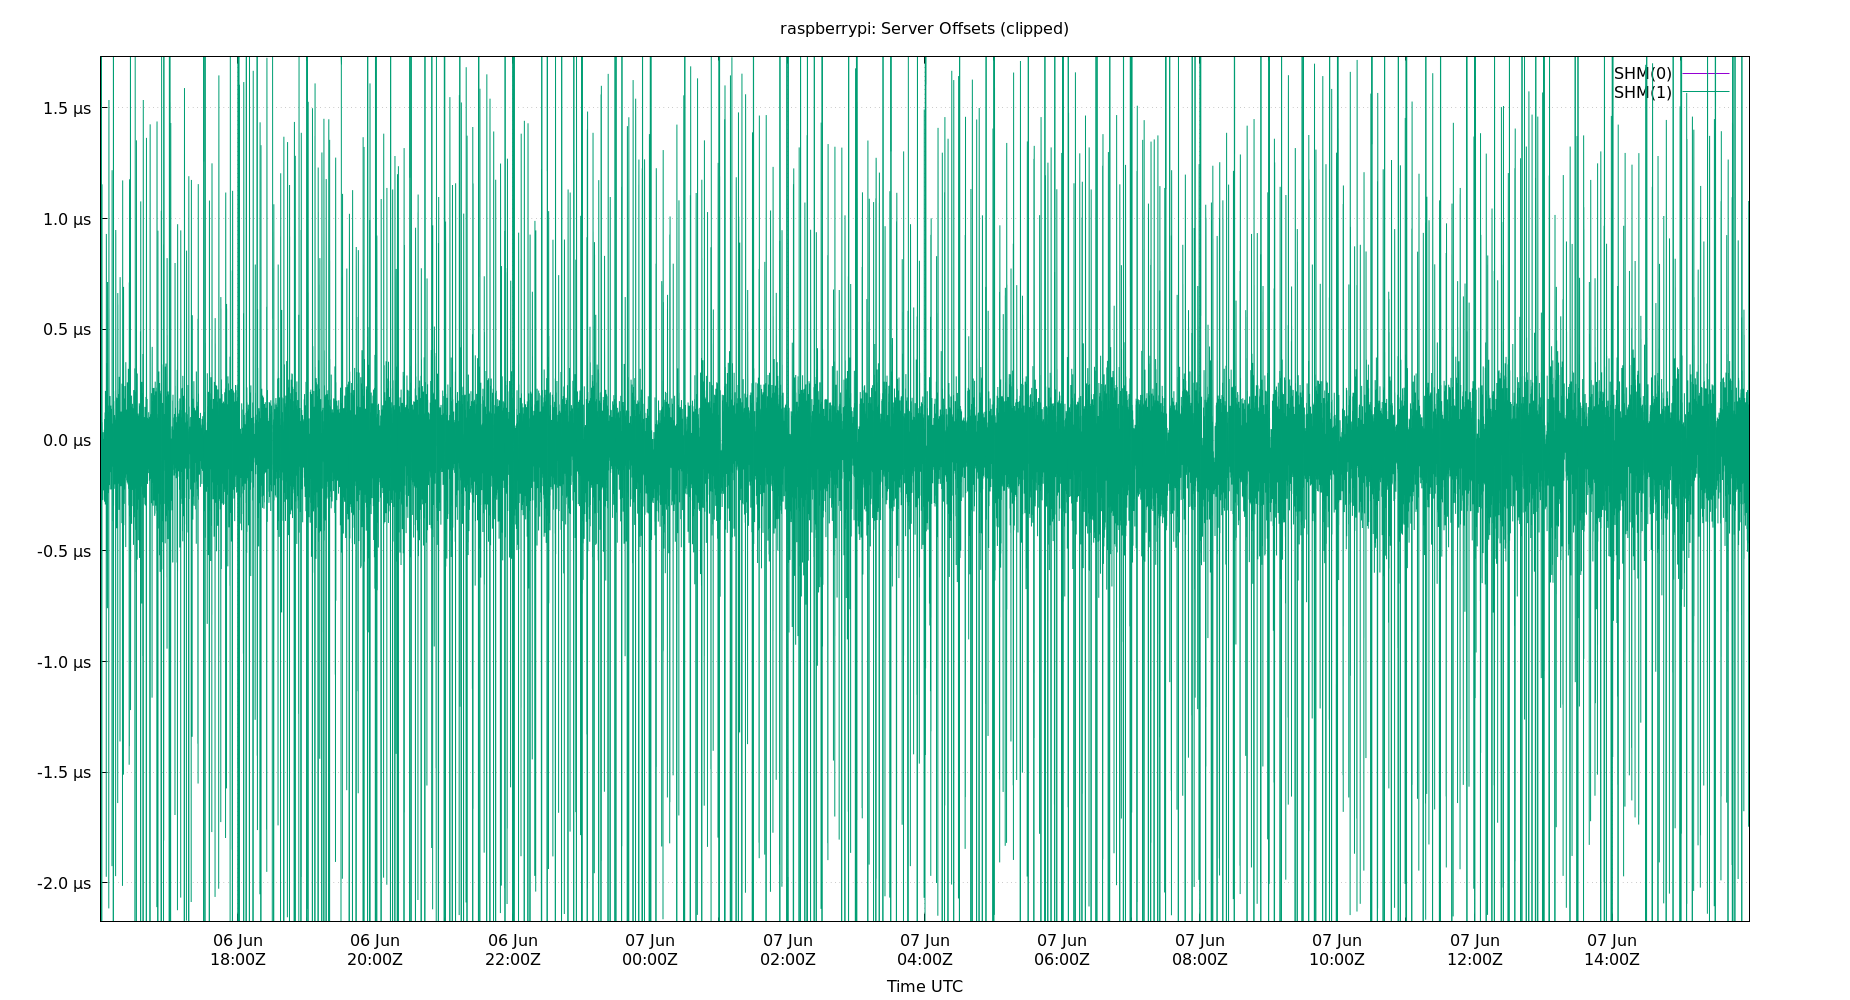 raspberrypi: Server Offsets (clipped)
SHM(0)
SHM(1)
1.5 µs
1.0 µs
0.5 µs
0.0 µs
-0.5 µs
-1.0 µs
-1.5 µs
-2.0 µs
06 Jun 06 Jun 06 Jun 07 Jun 07 Jun 07 Jun 07 Jun 07 Jun 07 Jun 07 Jun 07 Jun
18:00Z 20:00Z 22:00Z 00:00Z 02:00Z 04:00Z 06:00Z 08:00Z 10:00Z 12:00Z 14:00Z
Time UTC